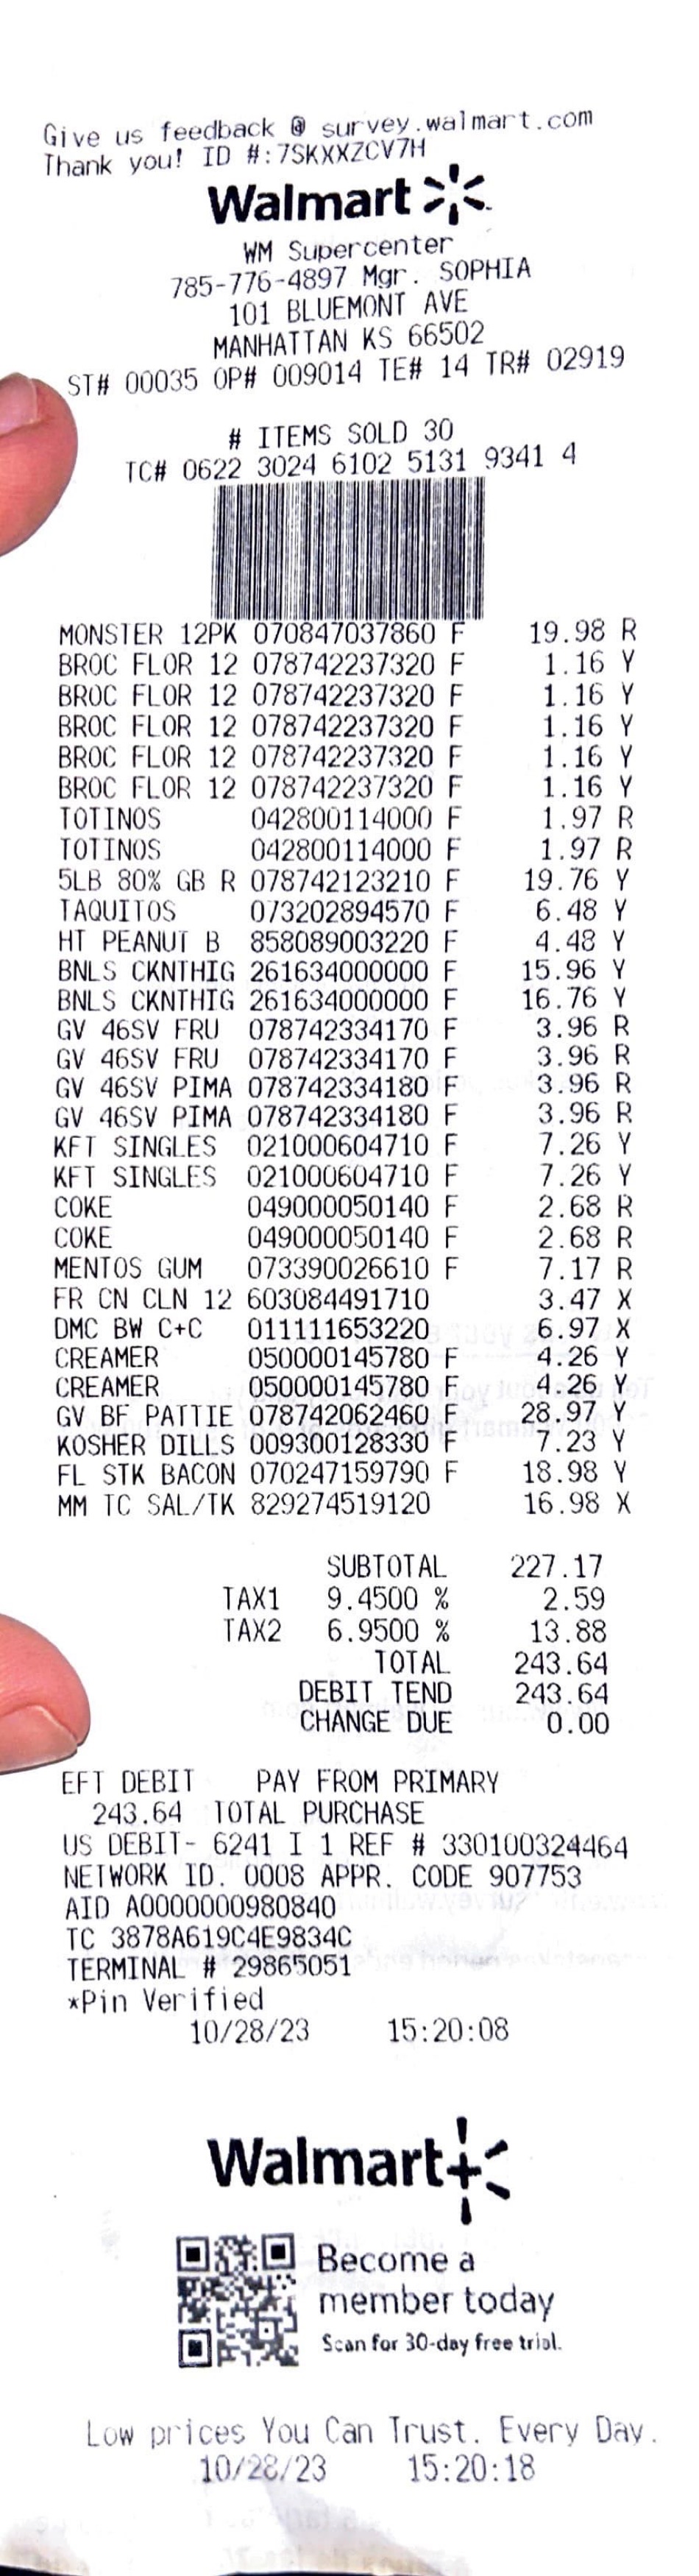 Give us feedback @ survey.walmart.com
Thank you! ID #:7SKXXZCV7H
Walmart
WM Supercenter
785-776-4897 Mgr. SOPHIA
101 BLUEMONT AVE
MANHATTAN KS 66502
ST# 00035 OP# 009014 TE# 14 TR# 02919
# ITEMS SOLD 30
TC# 0622 3024 6102 5131 9341 4
MONSTER 12PK 070847037860 F 19.98 R
BROC FLOR 12 078742237320 F 1.16 Y
BROC FLOR 12 078742237320 F 1.16 Y
BROC FLOR 12 078742237320 F 1.16 Y
BROC FLOR 12 078742237320 F 1.16 Y
BROC FLOR 12 078742237320 F 1.16 Y
TOTINOS 042800114000 F 1.97 R
TOTINOS 042800114000 F 1.97 R
5LB 80% GB R 078742123210 F 19.76 Y
TAQUITOS 073202894570 F 6.48 Y
HT PEANUT B 858089003220 F 4.48 Y
BNLS CKNTHIG 261634000000 F 15.96 Y
BNLS CKNTHIG 261634000000 F 16.76 Y
GV 46SV FRU 078742334170 F 3.96 R
GV 46SV FRU 078742334170 F 3.96 R
GV 46SV PIMA 078742334180 F 3.96 R
GV 46SV PIMA 078742334180 F 3.96 R
KFT SINGLES 021000604710 F 7.26 Y
KFT SINGLES 021000604710 F 7.26 Y
COKE 049000050140 F 2.68 R
COKE 049000050140 F 2.68 R
MENTOS GUM 073390026610 F 7.17 R
FR CN CLN 12 603084491710 3.47 X
DMC BW C+C 011111653220 6.97 X
CREAMER 050000145780 F 4.26 Y
CREAMER 050000145780 F 4.26 Y
GV BF PATTIE 078742062460 F 28.97 Y
KOSHER DILLS 009300128330 F 7.23 Y
FL STK BACON 070247159790 F 18.98 Y
MM TC SAL/TK 829274519120 16.98 X
SUBTOTAL 227.17
TAX1 9.4500 % 2.59
TAX2 6.9500 % 13.88
TOTAL 243.64
DEBIT TEND 243.64
CHANGE DUE 0.00
EFT DEBIT PAY FROM PRIMARY
243.64 TOTAL PURCHASE
US DEBIT- 6241 I 1 REF # 330100324464
NETWORK ID. 0008 APPR. CODE 907753
AID A0000000980840
TC 3878A619C4E9834C
TERMINAL # 29865051
*Pin Verified
10/28/23 15:20:08
Walmart+
Become a
member today
Scan for 30-day free trial.
Low prices You Can Trust. Every Day.
10/28/23 15:20:18